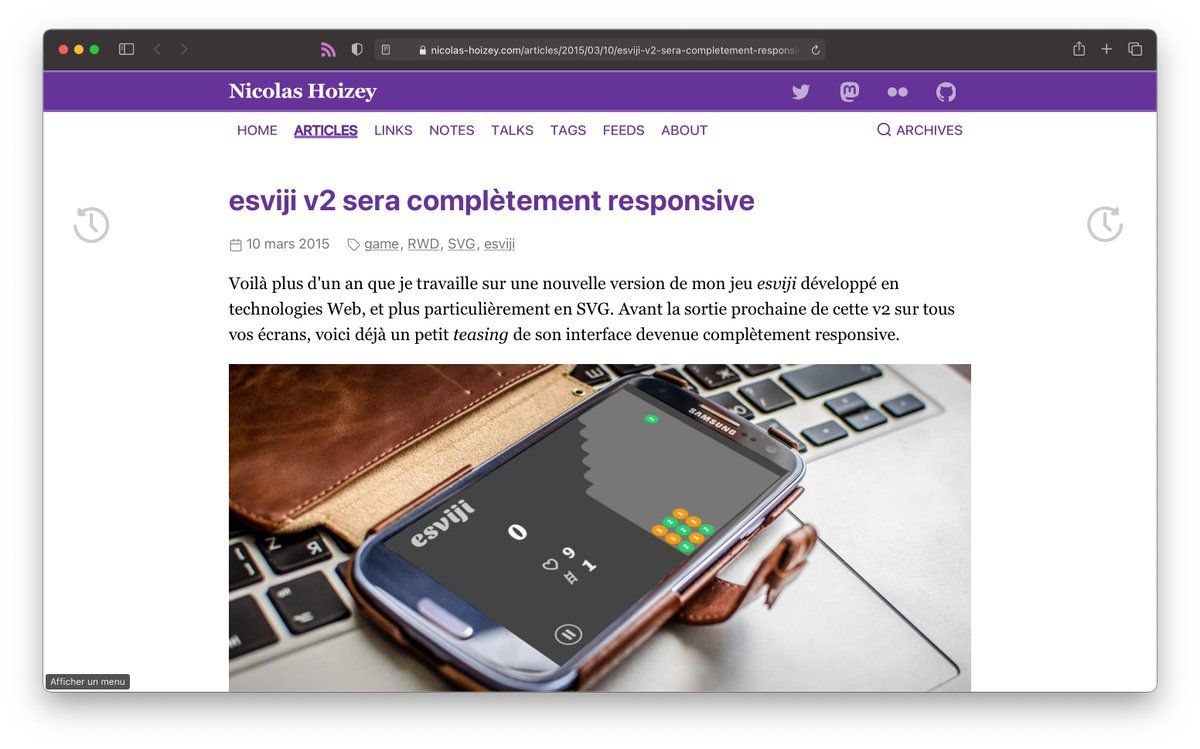 nicolas-hoizey.com/articles/2015/03/10/esviji-v2-sera-completement-responsiv
Nicolas Hoizey
HOME ARTICLES LINKS NOTES TALKS TAGS FEEDS ABOUT ARCHIVES
esviji v2 sera complètement responsive
10 mars 2015 game, RWD, SVG, esviji
Voilà plus d'un an que je travaille sur une nouvelle version de mon jeu esviji développé en
technologies Web, et plus particulièrement en SVG. Avant la sortie prochaine de cette v2 sur tous
vos écrans, voici déjà un petit teasing de son interface devenue complètement responsive.
SAMSUNG
esviji
0
9
1
Afficher un menu